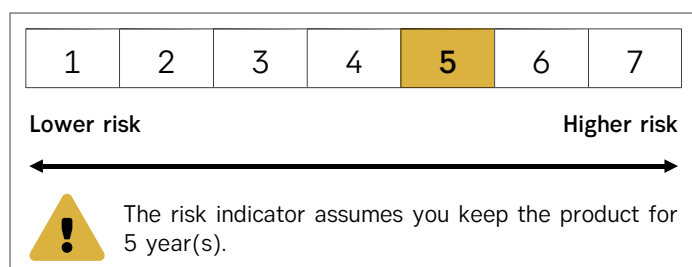 1 2 3 4 5 6 7
Lower risk Higher risk
The risk indicator assumes you keep the product for
5 year(s).